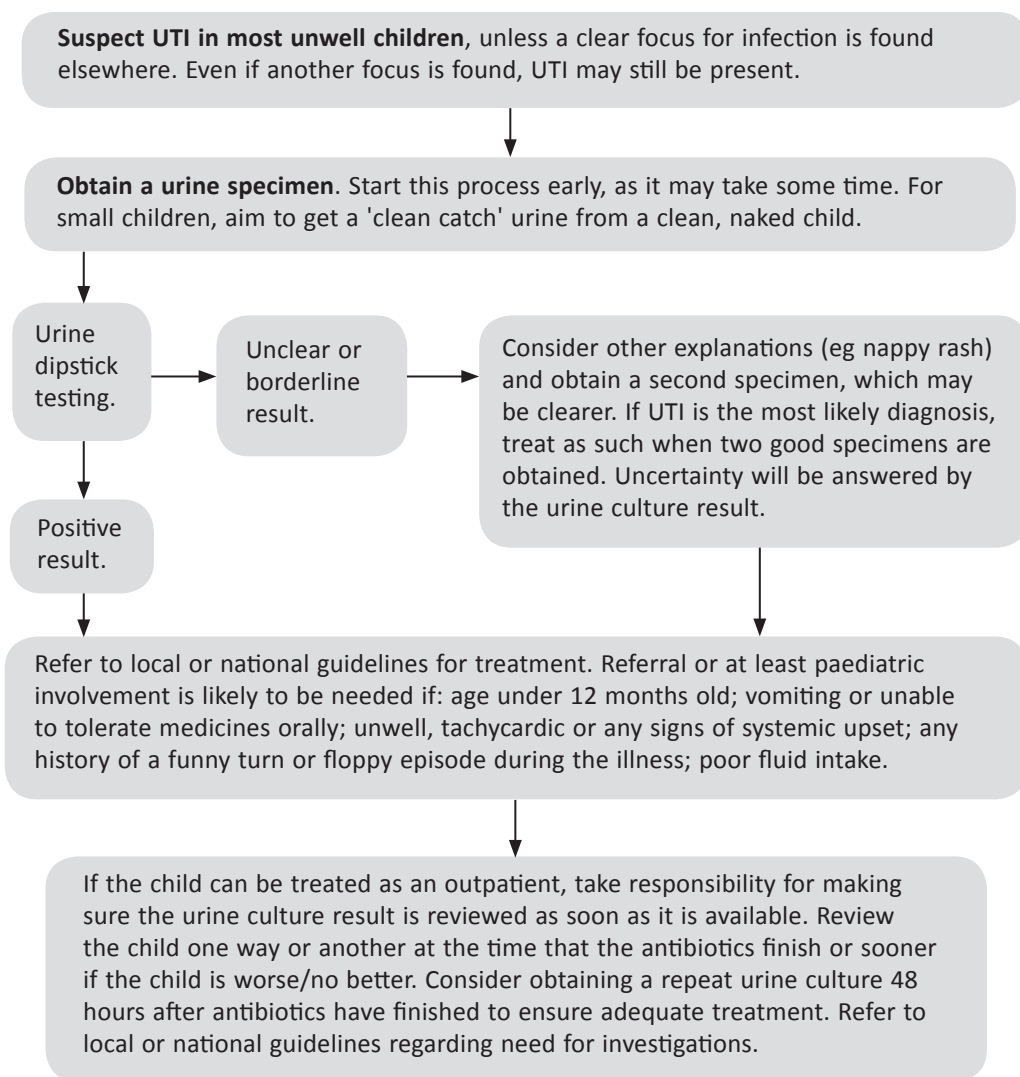 Suspect UTI in most unwell children, unless a clear focus for infection is found
elsewhere. Even if another focus is found, UTI may still be present.
Obtain a urine specimen. Start this process early, as it may take some time. For
small children, aim to get a 'clean catch' urine from a clean, naked child.
Urine
dipstick
testing.
Unclear or
borderline
result.
Consider other explanations (eg nappy rash)
and obtain a second specimen, which may
be clearer. If UTI is the most likely diagnosis,
treat as such when two good specimens are
obtained. Uncertainty will be answered by
the urine culture result.
Positive
result.
Refer to local or national guidelines for treatment. Referral or at least paediatric
involvement is likely to be needed if: age under 12 months old; vomiting or unable
to tolerate medicines orally; unwell, tachycardic or any signs of systemic upset; any
history of a funny turn or floppy episode during the illness; poor fluid intake.
If the child can be treated as an outpatient, take responsibility for making
sure the urine culture result is reviewed as soon as it is available. Review
the child one way or another at the time that the antibiotics finish or sooner
if the child is worse/no better. Consider obtaining a repeat urine culture 48
hours after antibiotics have finished to ensure adequate treatment. Refer to
local or national guidelines regarding need for investigations.